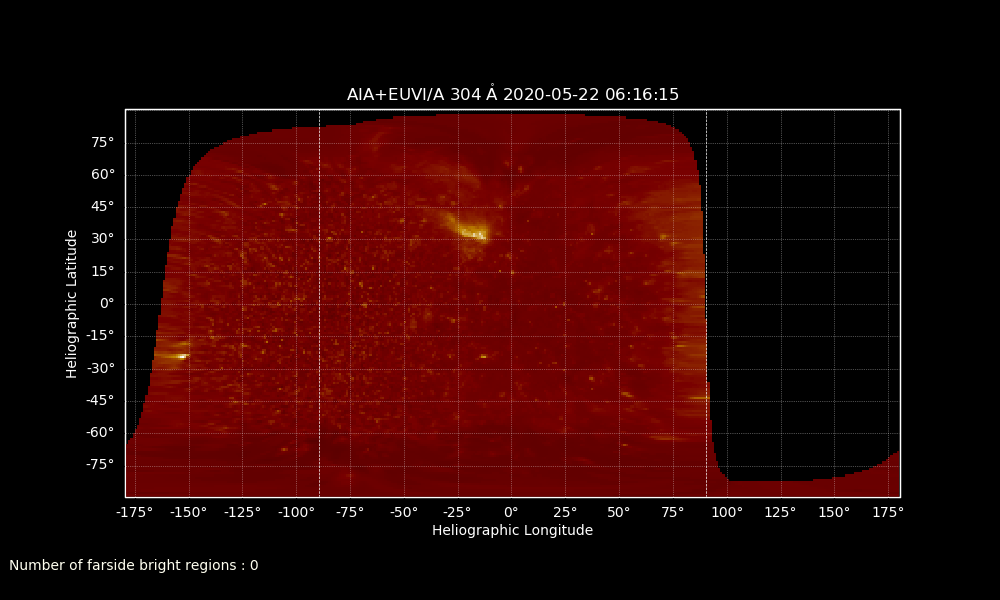 AIA+EUVI/A 304 Å 2020-05-22 06:16:15
75°
60°
45°
30°
15°
0°
-15°
-30°
-45°
-60°
-75°
Heliographic Latitude
-175° -150° -125° -100° -75° -50° -25° 0° 25° 50° 75° 100° 125° 150° 175°
Heliographic Longitude
Number of farside bright regions : 0